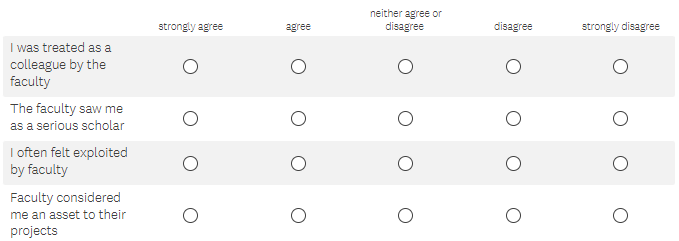 neither agree or
strongly agree agree disagree disagree strongly disagree
I was treated as a
colleague by the
faculty
The faculty saw me
as a serious scholar
I often felt exploited
by faculty
Faculty considered
me an asset to their
projects